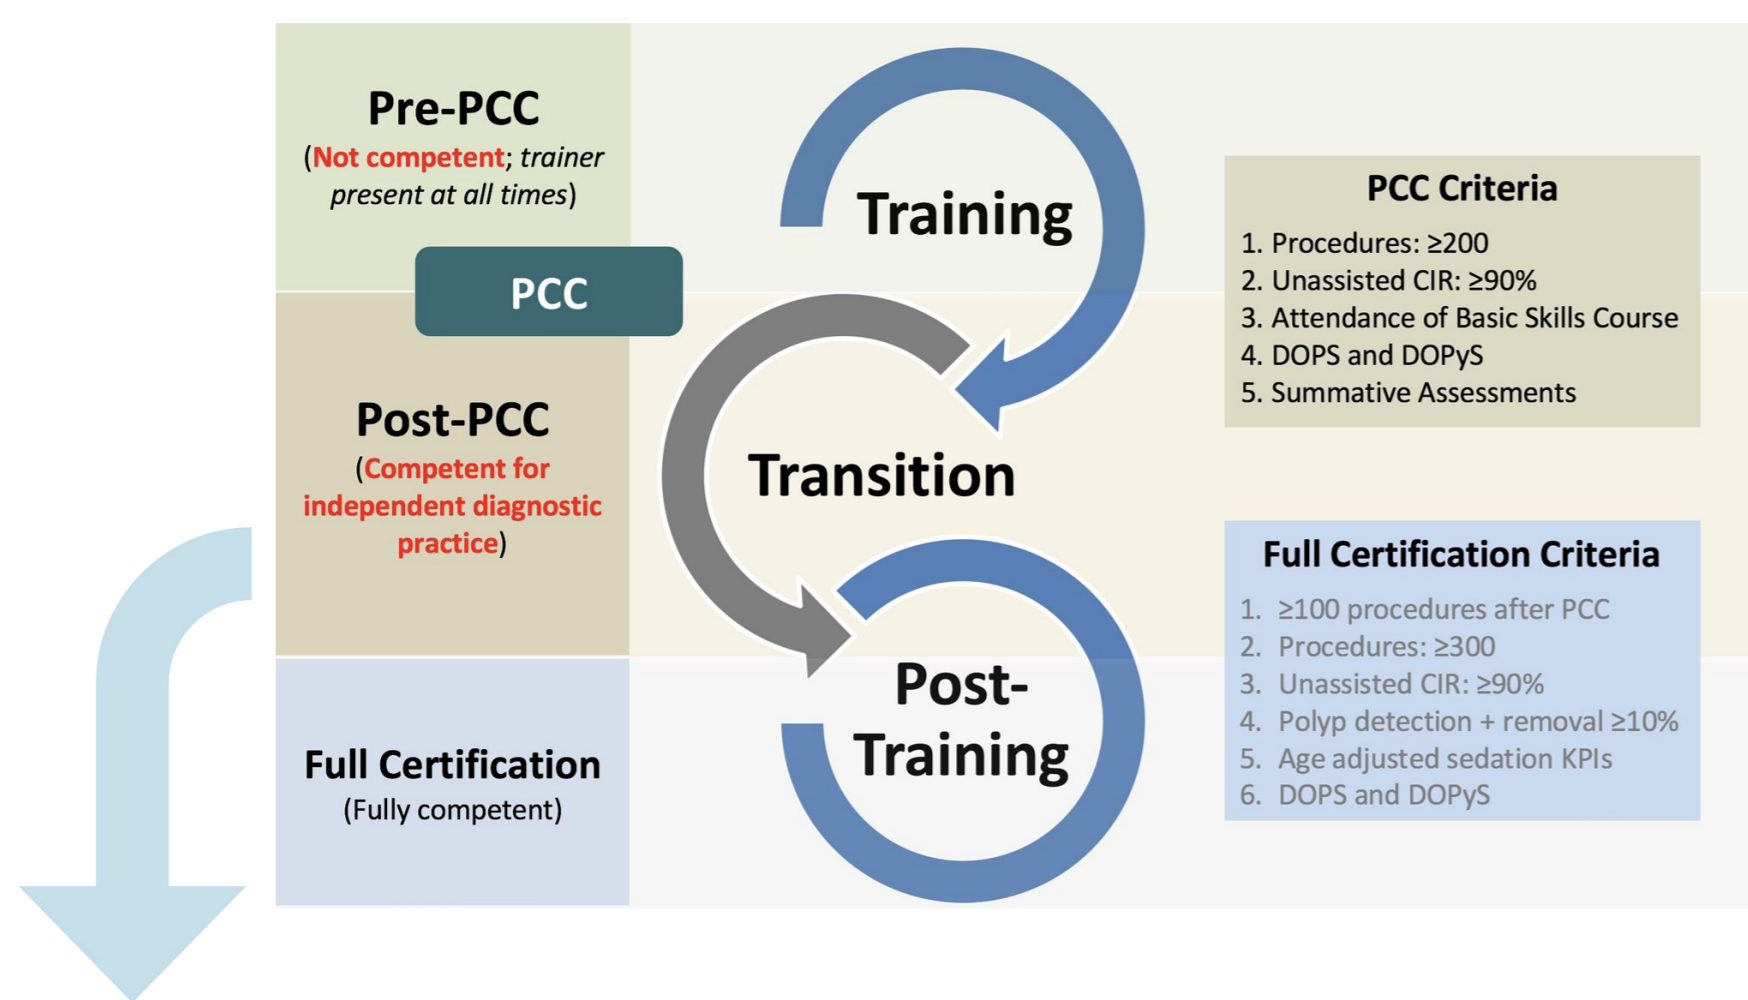 Pre-PCC
(Not competent; trainer
present at all times)
PCC
Post-PCC
(Competent for
independent diagnostic
practice)
Full Certification
(Fully competent)
Training
Transition
Post-
Training
PCC Criteria
1. Procedures: ≥200
2. Unassisted CIR: ≥90%
3. Attendance of Basic Skills Course
4. DOPS and DOPyS
5. Summative Assessments
Full Certification Criteria
1. ≥100 procedures after PCC
2. Procedures: ≥300
3. Unassisted CIR: ≥90%
4. Polyp detection + removal ≥10%
5. Age adjusted sedation KPIs
6. DOPS and DOPyS